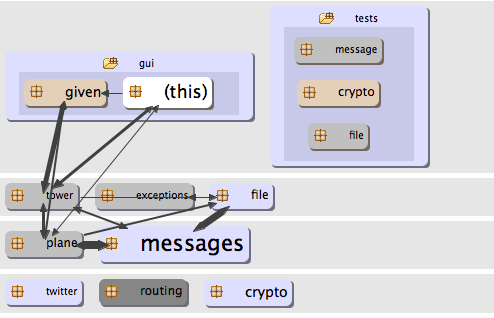 tests
message
crypto
file
gui
given
(this)
tower
exceptions
file
plane
messages
twitter
routing
crypto